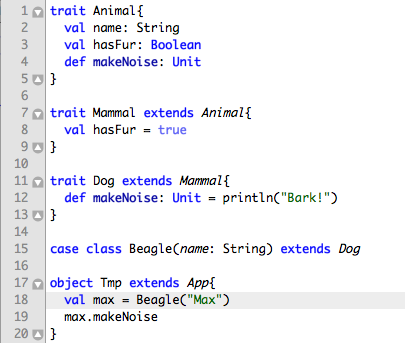 1 trait Animal{
2   val name: String
3   val hasFur: Boolean
4   def makeNoise: Unit
5 }
6
7 trait Mammal extends Animal{
8   val hasFur = true
9 }
10
11 trait Dog extends Mammal{
12   def makeNoise: Unit = println("Bark!")
13 }
14
15 case class Beagle(name: String) extends Dog
16
17 object Tmp extends App{
18   val max = Beagle("Max")
19   max.makeNoise
20 }